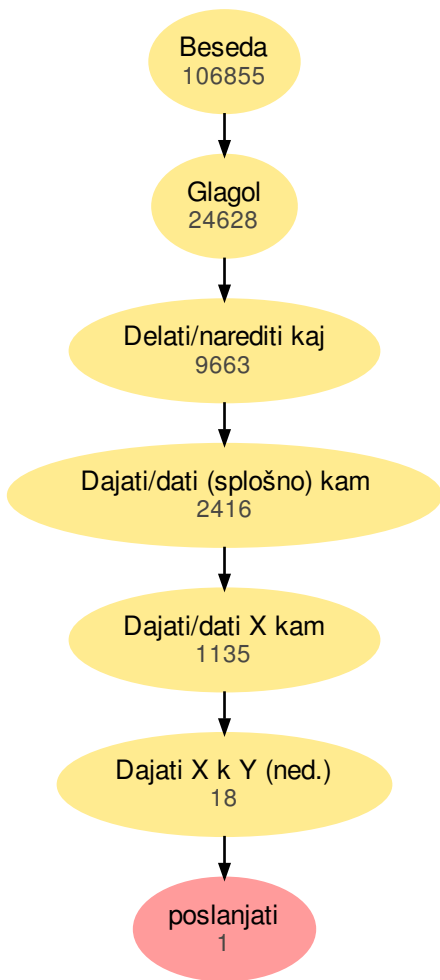 Beseda
106855
Glagol
24628
Delati/narediti kaj
9663
Dajati/dati (splošno) kam
2416
Dajati/dati X kam
1135
Dajati X k Y (ned.)
18
poslanjati
1